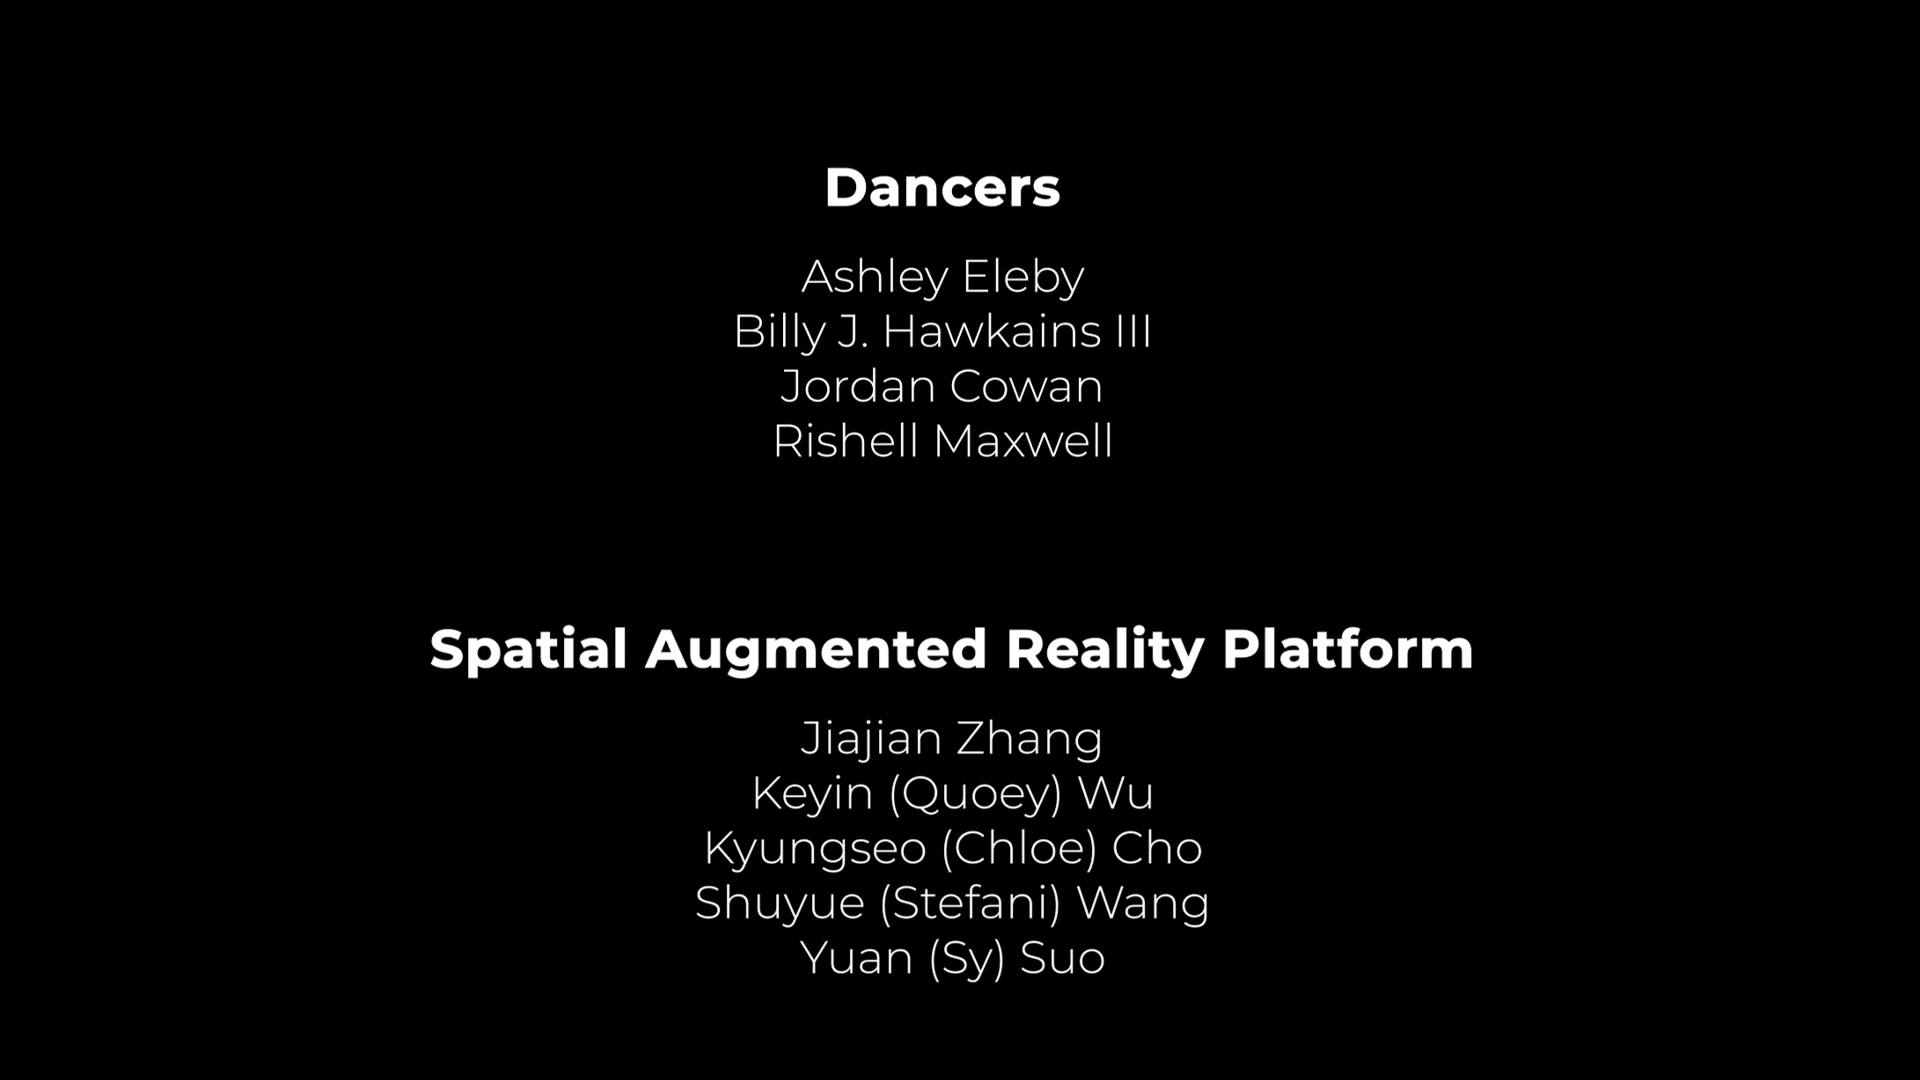 Dancers
Ashley Eleby
Billy J. Hawkains III
Jordan Cowan
Rishell Maxwell
Spatial Augmented Reality Platform
Jiajian Zhang
Keyin (Quoey) Wu
Kyungseo (Chloe) Cho
Shuyue (Stefani) Wang
Yuan (Sy) Suo